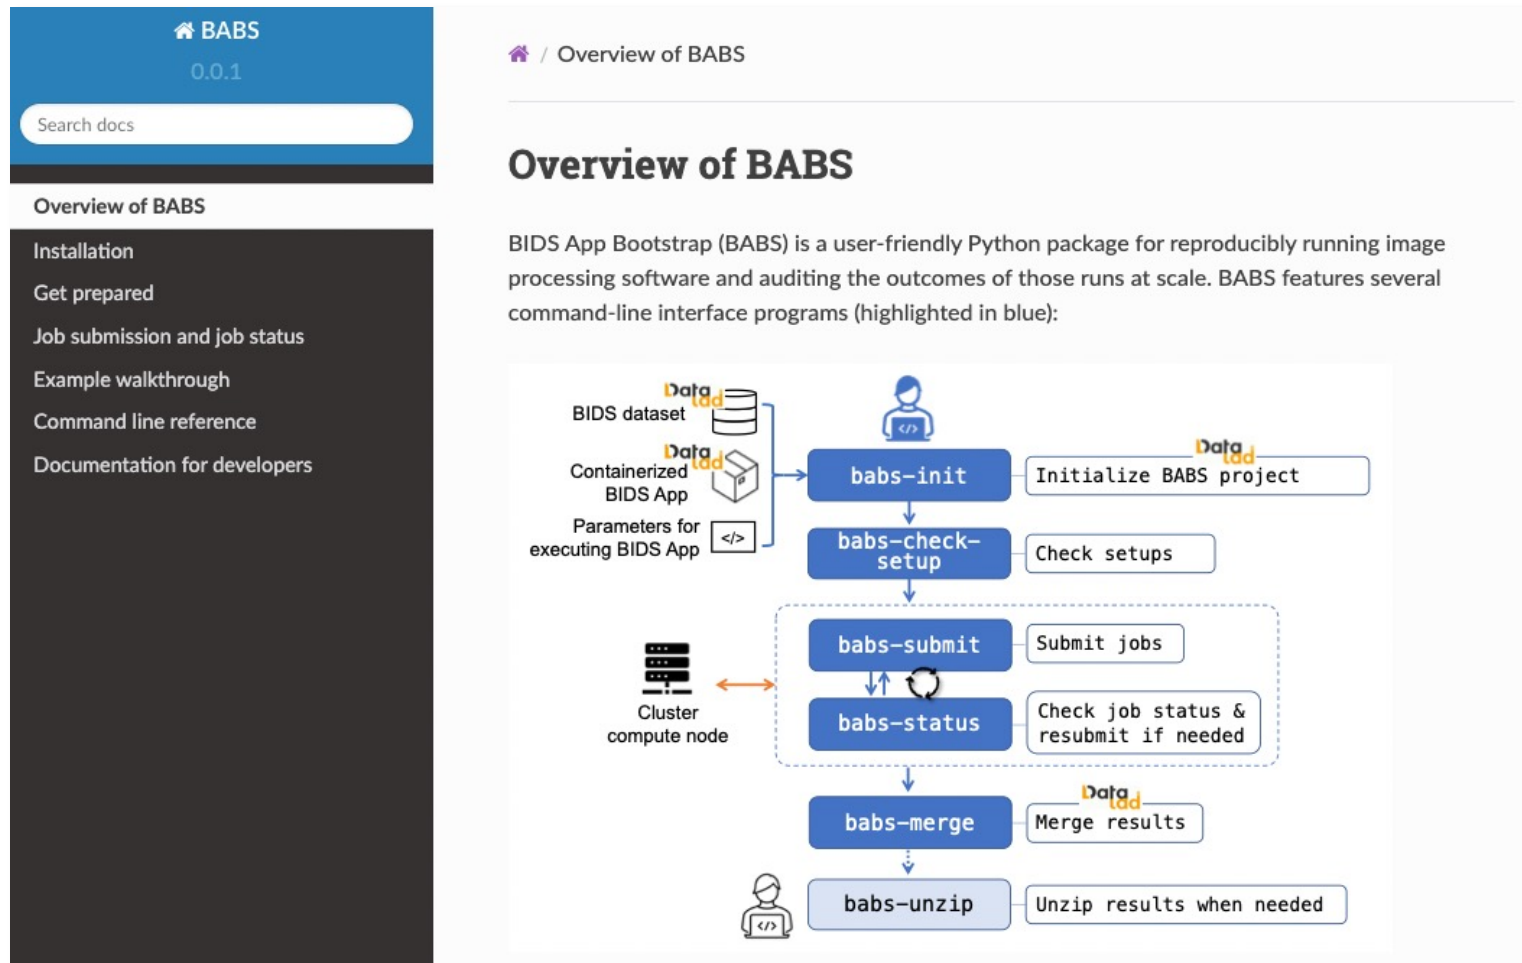 BABS
0.0.1
Search docs
Overview of BABS
Installation
Get prepared
Job submission and job status
Example walkthrough
Command line reference
Documentation for developers
/ Overview of BABS
Overview of BABS
BIDS App Bootstrap (BABS) is a user-friendly Python package for reproducibly running image
processing software and auditing the outcomes of those runs at scale. BABS features several
command-line interface programs (highlighted in blue):
Data
lad
BIDS dataset
Data
lad
Containerized
BIDS App
Parameters for
executing BIDS App
</>
</>
babs-init
Data
lad
Initialize BABS project
babs-check-
setup
Check setups
babs-submit
Submit jobs
Cluster
compute node
babs-status
Check job status &
resubmit if needed
babs-merge
Data
lad
Merge results
</>
babs-unzip
Unzip results when needed